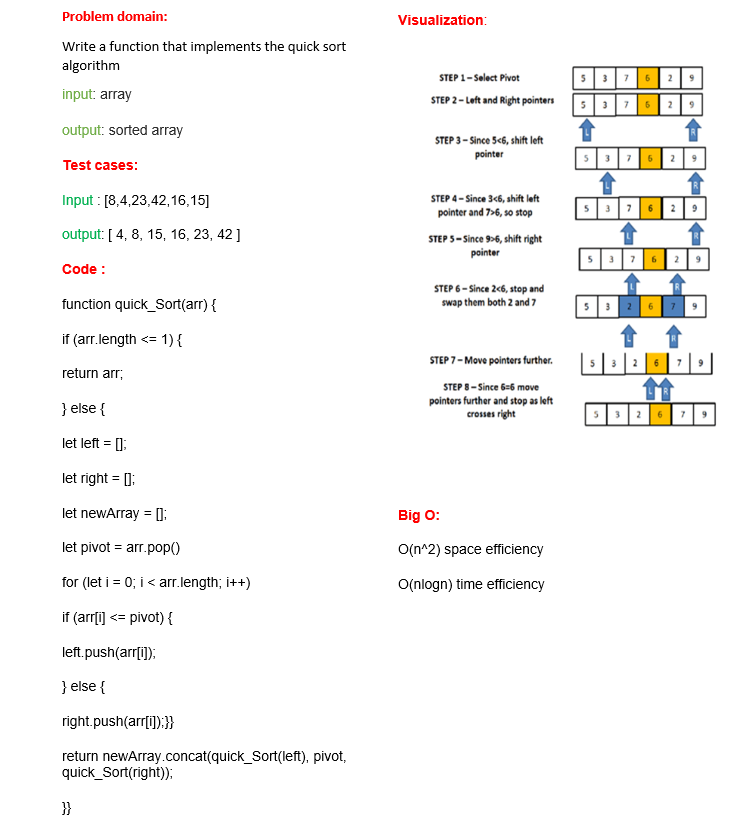 Problem domain:
Write a function that implements the quick sort
algorithm
input: array
output: sorted array
Test cases:
Input : [8,4,23,42,16,15]
output: [ 4, 8, 15, 16, 23, 42 ]
Code :
function quick_Sort(arr) {
if (arr.length <= 1) {
return arr;
} else {
let left = [];
let right = [];
let newArray = [];
let pivot = arr.pop()
for (let i = 0; i < arr.length; i++)
if (arr[i] <= pivot) {
left.push(arr[i]);
} else {
right.push(arr[i]);}}
return newArray.concat(quick_Sort(left), pivot,
quick_Sort(right));
}}
Visualization:
STEP 1 – Select Pivot
5 3 7 6 2 9
STEP 2 – Left and Right pointers
5 3 7 6 2 9
L R
STEP 3 – Since 5<6, shift left
pointer
5 3 7 6 2 9
L R
STEP 4 – Since 3<6, shift left
pointer and 7>6, so stop
5 3 7 6 2 9
L R
STEP 5 – Since 9>6, shift right
pointer
5 3 7 6 2 9
L R
STEP 6 – Since 2<6, stop and
swap them both 2 and 7
5 3 2 6 7 9
L R
STEP 7 – Move pointers further.
5 3 2 6 7 9
L R
STEP 8 – Since 6=6 move
pointers further and stop as left
crosses right
5 3 2 6 7 9
Big O:
O(n^2) space efficiency
O(nlogn) time efficiency